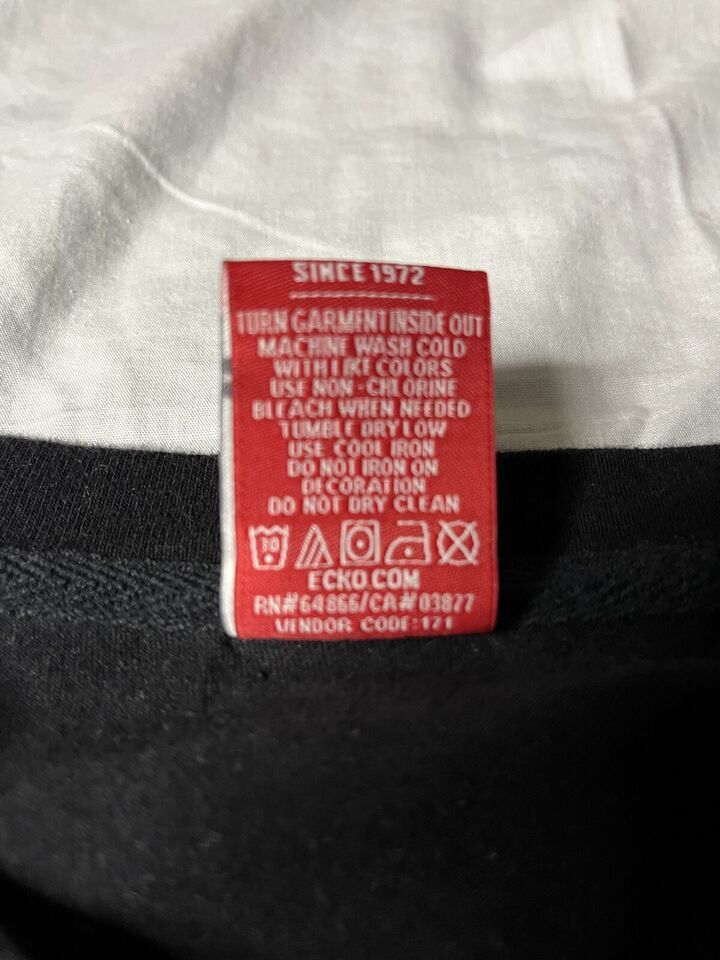 SINCE 1972
TURN GARMENT INSIDE OUT
MACHINE WASH COLD
WITH LIKE COLORS
USE NON-CHLORINE
BLEACH WHEN NEEDED
TUMBLE DRY LOW
USE COOL IRON
DO NOT IRON ON
DECORATION
DO NOT DRY CLEAN
30
ECKO.COM
RN#64866/CA#03877
VENDOR CODE:121